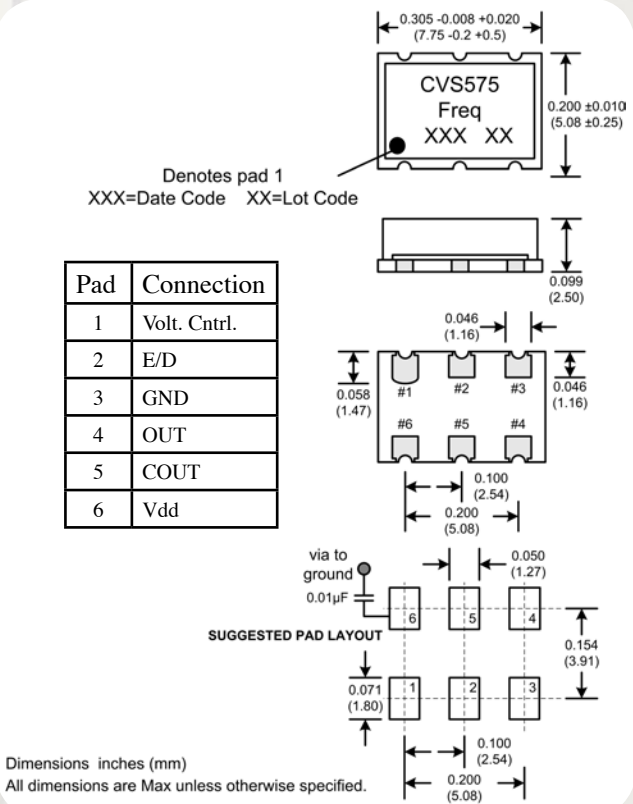 0.305 -0.008 +0.020
(7.75 -0.2 +0.5)
CVS575
Freq
XXX XX
0.200 ±0.010
(5.08 ±0.25)
Denotes pad 1
XXX=Date Code XX=Lot Code
0.099
(2.50)
Pad Connection
1 Volt. Cntrl.
2 E/D
3 GND
4 OUT
5 COUT
6 Vdd
0.046
(1.16)
0.058
(1.47)
#1 #2 #3
0.046
(1.16)
#6 #5 #4
0.100
(2.54)
0.200
(5.08)
via to
ground
0.01µF
0.050
(1.27)
6 5 4
SUGGESTED PAD LAYOUT
0.154
(3.91)
0.071
(1.80)
1 2 3
0.100
(2.54)
0.200
(5.08)
Dimensions inches (mm)
All dimensions are Max unless otherwise specified.